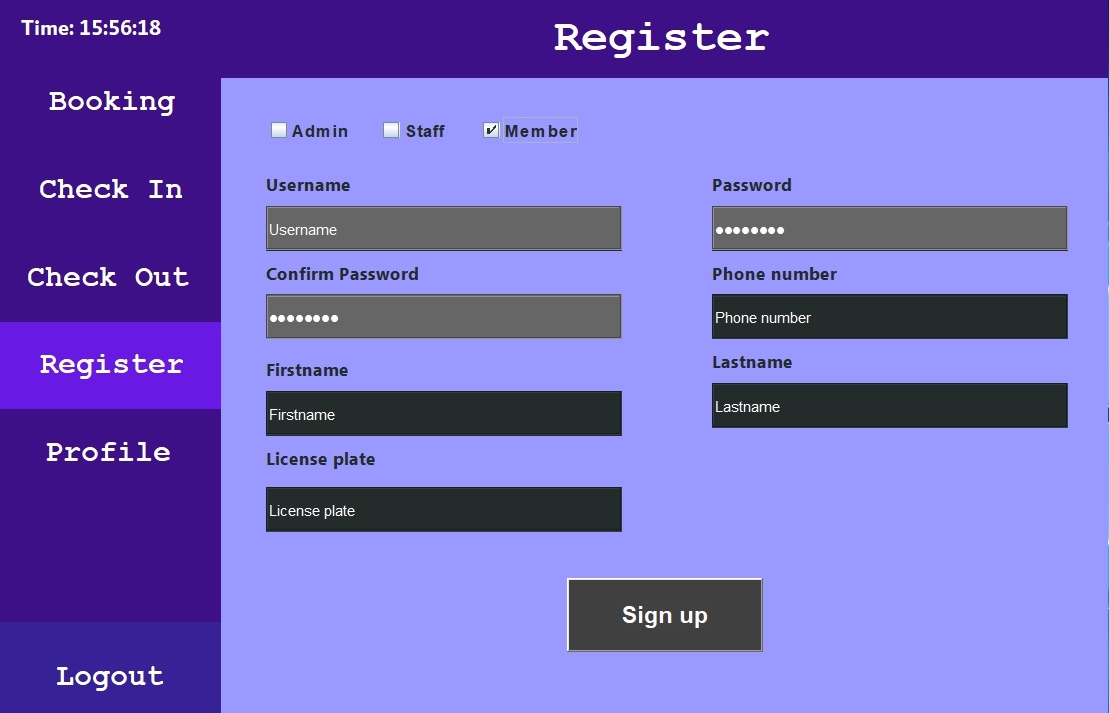 Time: 15:56:18
Register
Booking
Check In
Check Out
Register
Profile
Logout
Admin Staff Member
Username
Username
Password
••••••••
Confirm Password
••••••••
Phone number
Phone number
Firstname
Firstname
Lastname
Lastname
License plate
License plate
Sign up